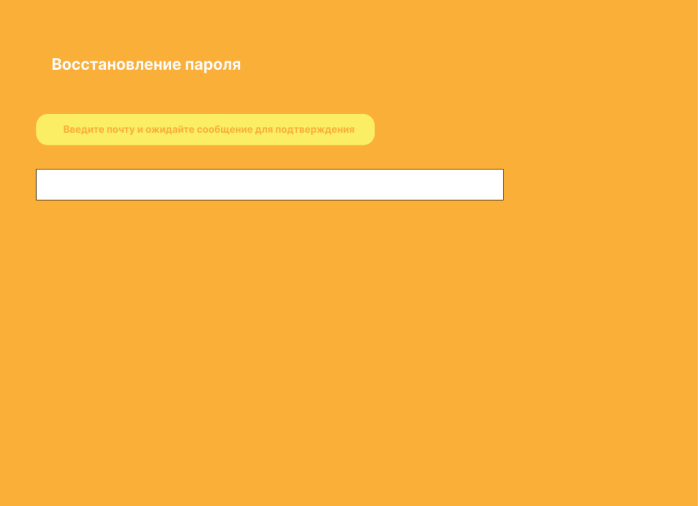 Восстановление пароля
Введите почту и ожидайте сообщение для подтверждения